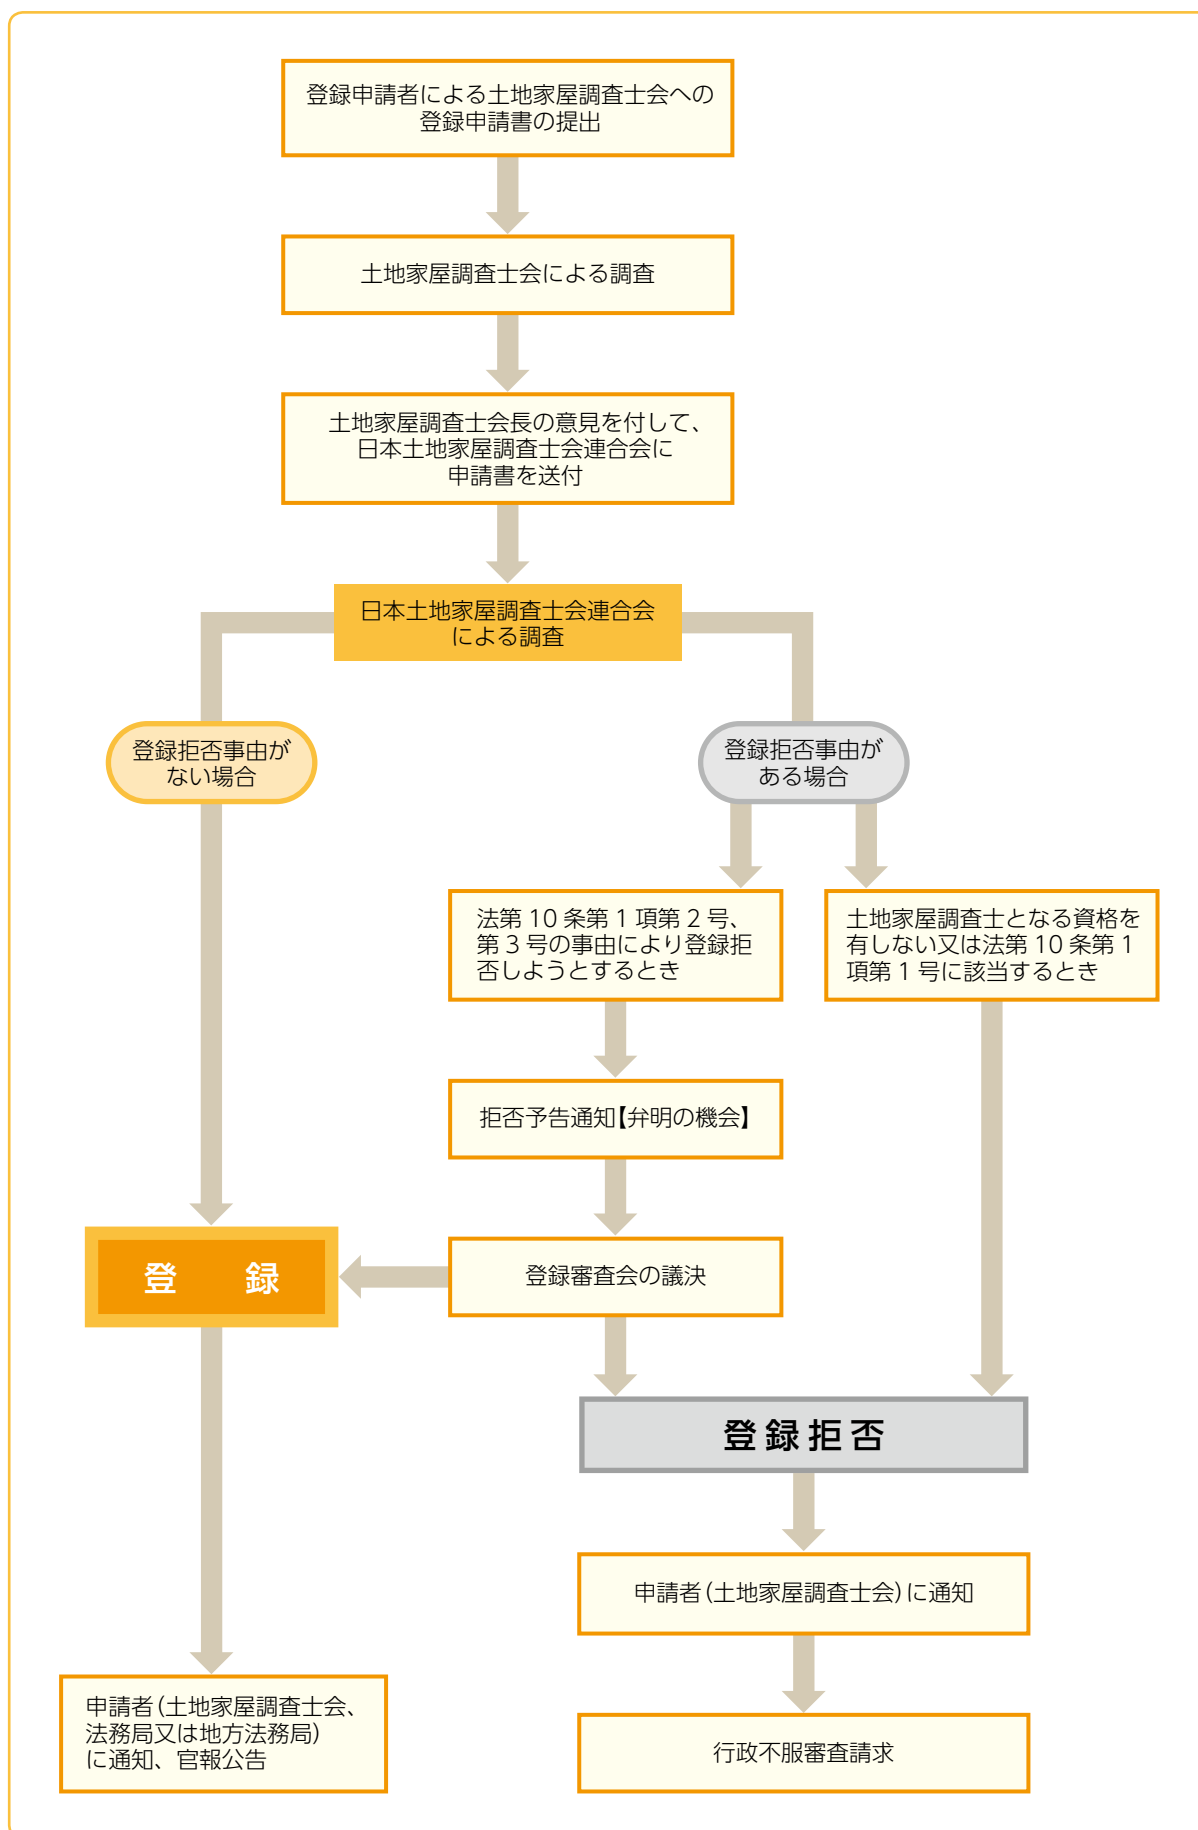 登録申請者による土地家屋調査士会への
登録申請書の提出
土地家屋調査士会による調査
土地家屋調査士会長の意見を付して、
日本土地家屋調査士会連合会に
申請書を送付
日本土地家屋調査士会連合会
による調査
登録拒否事由が
ない場合
登録拒否事由が
ある場合
法第 10 条第 1 項第 2 号、
第 3 号の事由により登録拒
否しようとするとき
土地家屋調査士となる資格を
有しない又は法第 10 条第 1
項第 1 号に該当するとき
拒否予告通知【弁明の機会】
登録審査会の議決
登 録
登録拒否
申請者(土地家屋調査士会)に通知
申請者(土地家屋調査士会、
法務局又は地方法務局)
に通知、官報公告
行政不服審査請求